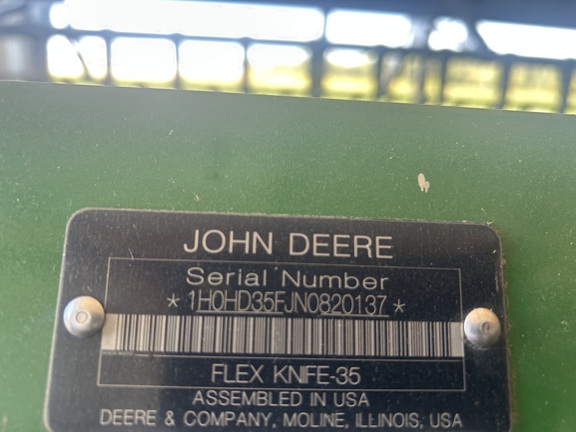 JOHN DEERE
Serial Number
*1H0HD35FJN0820137*
FLEX KNIFE-35
ASSEMBLED IN USA
DEERE & COMPANY, MOLINE, ILLINOIS, USA